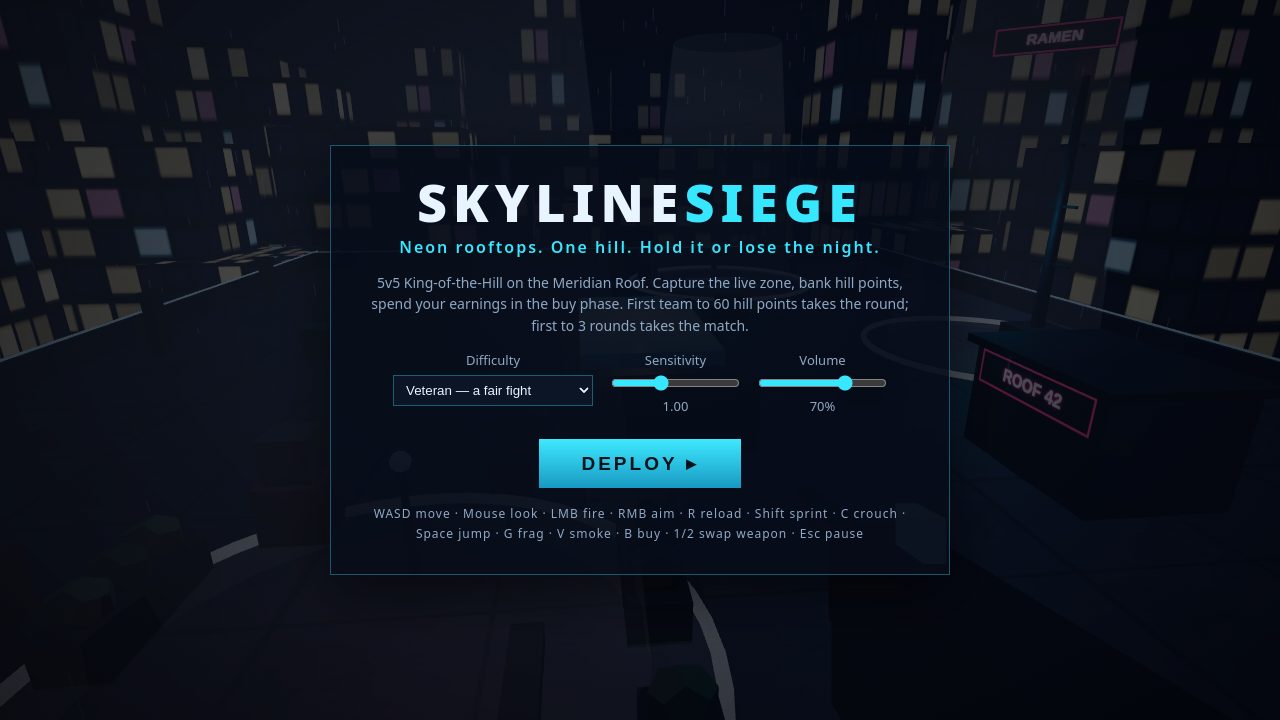 RAMEN
SKYLINESIEGE
Neon rooftops. One hill. Hold it or lose the night.
5v5 King-of-the-Hill on the Meridian Roof. Capture the live zone, bank hill points,
spend your earnings in the buy phase. First team to 60 hill points takes the round;
first to 3 rounds takes the match.
Difficulty
Sensitivity
Volume
Veteran — a fair fight
1.00
70%
ROOF 42
DEPLOY ▸
WASD move · Mouse look · LMB fire · RMB aim · R reload · Shift sprint · C crouch ·
Space jump · G frag · V smoke · B buy · 1/2 swap weapon · Esc pause